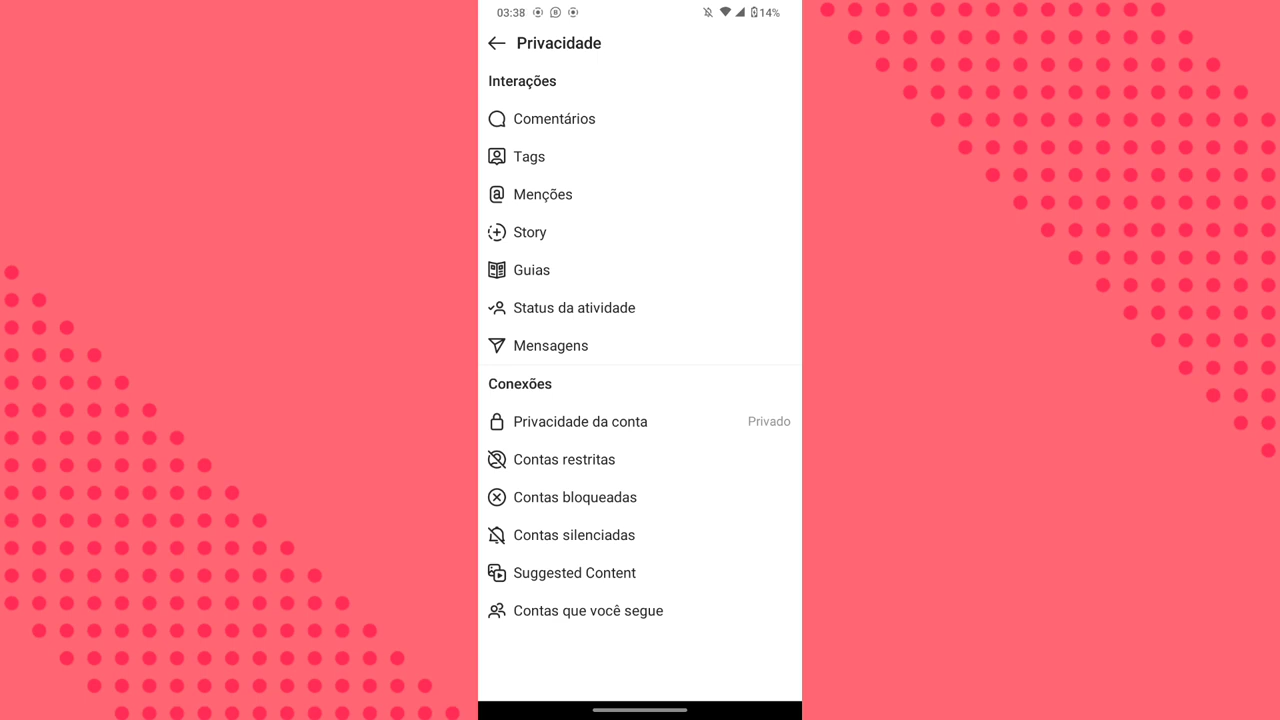 03:38 14%
Privacidade
Interações
Comentários
Tags
Menções
Story
Guias
Status da atividade
Mensagens
Conexões
Privacidade da conta Privado
Contas restritas
Contas bloqueadas
Contas silenciadas
Suggested Content
Contas que você segue